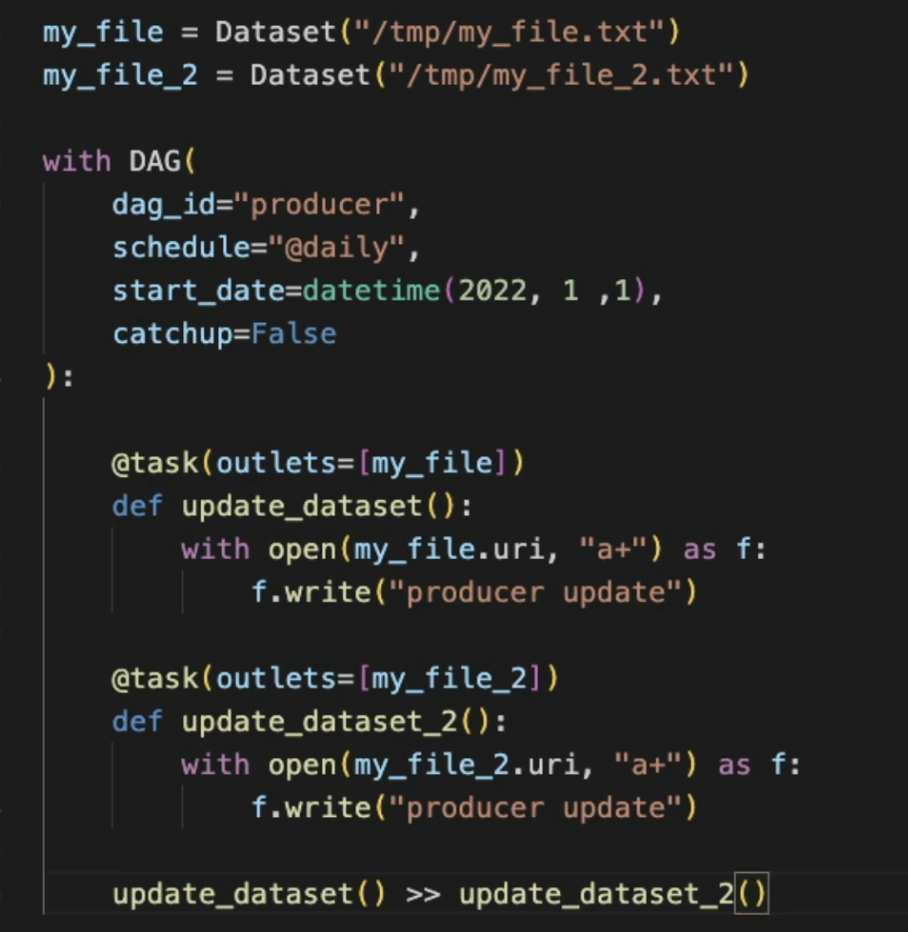 my_file = Dataset("/tmp/my_file.txt")
my_file_2 = Dataset("/tmp/my_file_2.txt")
with DAG(
dag_id="producer",
schedule="@daily",
start_date=datetime(2022, 1 ,1),
catchup=False
):
@task(outlets=[my_file])
def update_dataset():
with open(my_file.uri, "a+") as f:
f.write("producer update")
@task(outlets=[my_file_2])
def update_dataset_2():
with open(my_file_2.uri, "a+") as f:
f.write("producer update")
update_dataset() >> update_dataset_2()